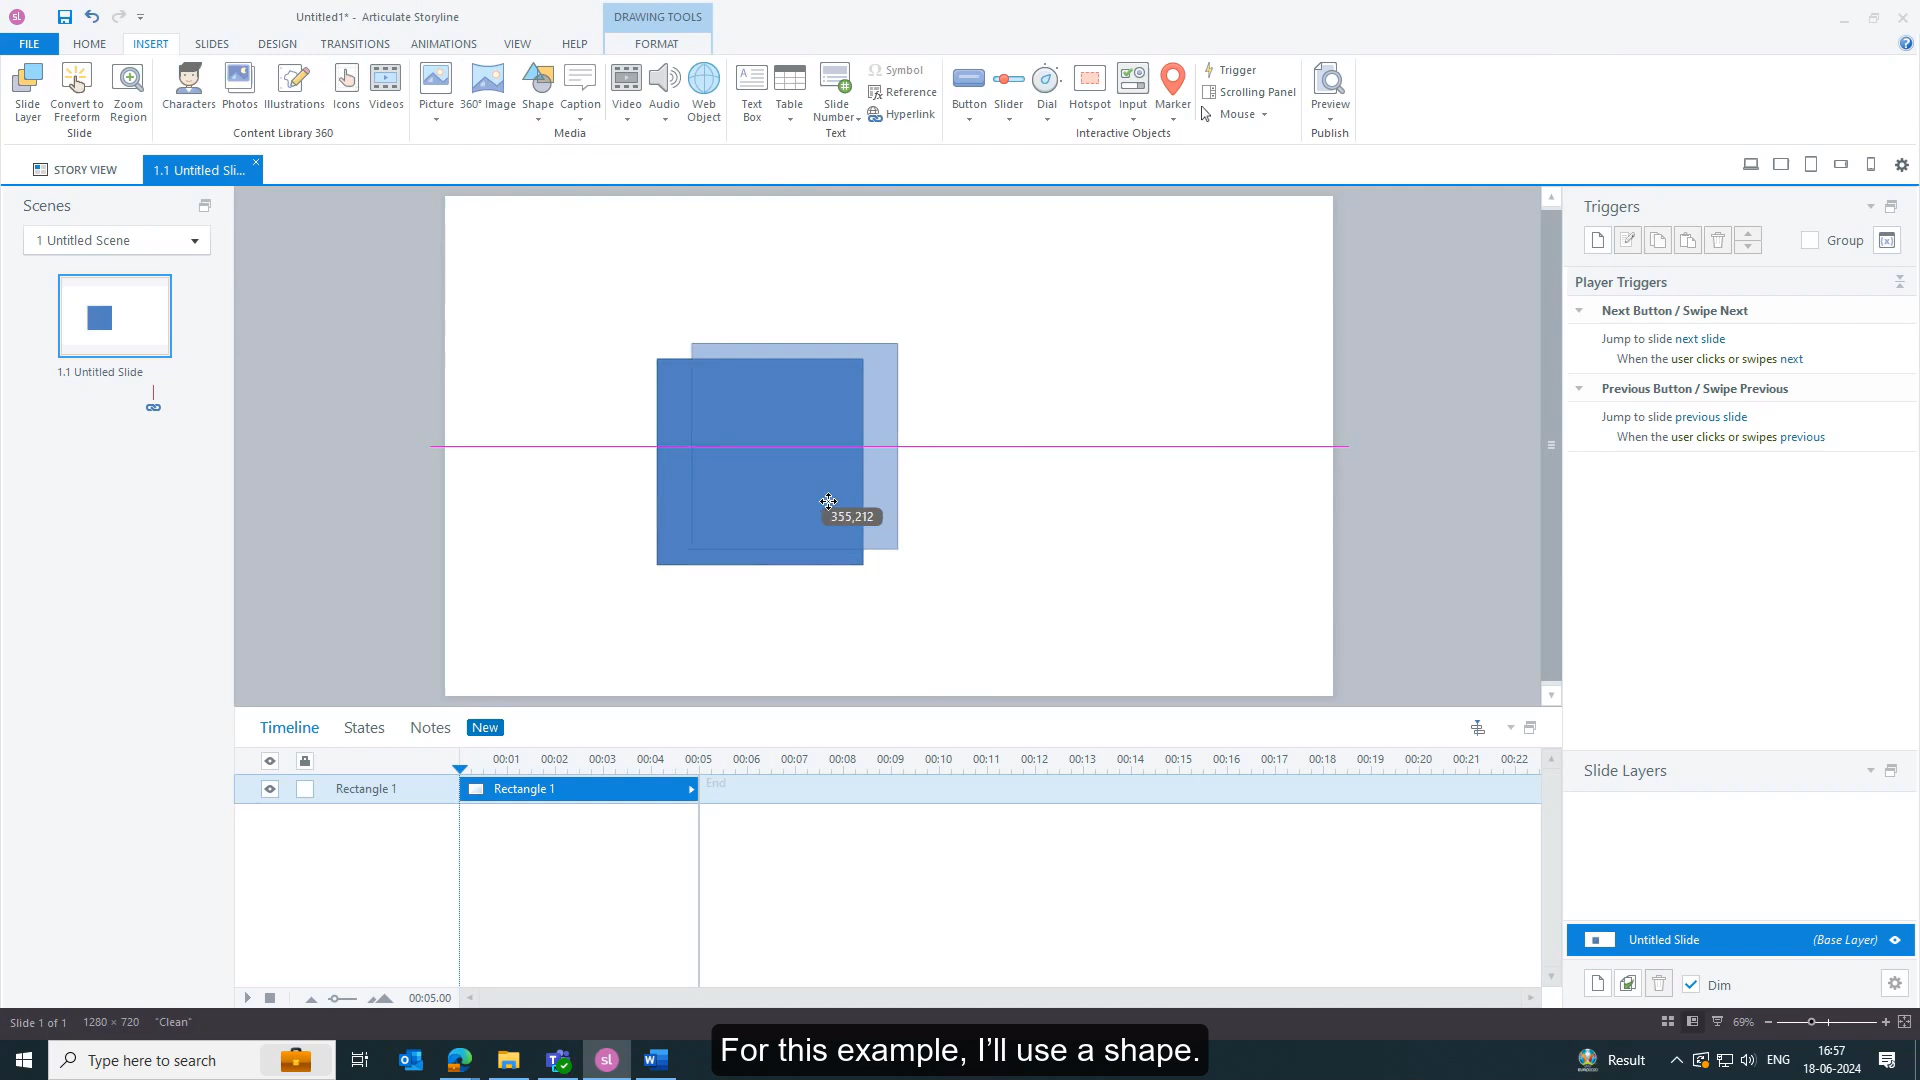 sl
Untitled1* - Articulate Storyline
DRAWING TOOLS
FILE
HOME
INSERT
SLIDES
DESIGN
TRANSITIONS
ANIMATIONS
VIEW
HELP
FORMAT
Slide
Layer
Convert to
Freeform
Zoom
Region
Slide
Characters
Photos
Illustrations
Icons
Videos
Content Library 360
Picture
360° Image
Shape
Caption
Video
Audio
Web
Object
Media
Text
Box
Table
Slide
Number
Symbol
Reference
Hyperlink
Text
Button
Slider
Dial
Hotspot
Input
Marker
Trigger
Scrolling Panel
Mouse
Interactive Objects
Preview
Publish
STORY VIEW
1.1 Untitled Sli...
Scenes
1 Untitled Scene
1.1 Untitled Slide
355,212
Triggers
Group
Player Triggers
Next Button / Swipe Next
Jump to slide next slide
When the user clicks or swipes next
Previous Button / Swipe Previous
Jump to slide previous slide
When the user clicks or swipes previous
Timeline
States
Notes
New
00:01 00:02 00:03 00:04 00:05 00:06 00:07 00:08 00:09 00:10 00:11 00:12 00:13 00:14 00:15 00:16 00:17 00:18 00:19 00:20 00:21 00:22
Rectangle 1
Rectangle 1
End
00:05.00
Slide Layers
Untitled Slide
(Base Layer)
Dim
Slide 1 of 1
1280 × 720
"Clean"
69%
Type here to search
sl
For this example, I’ll use a shape.
Result
ENG
16:57
18-06-2024